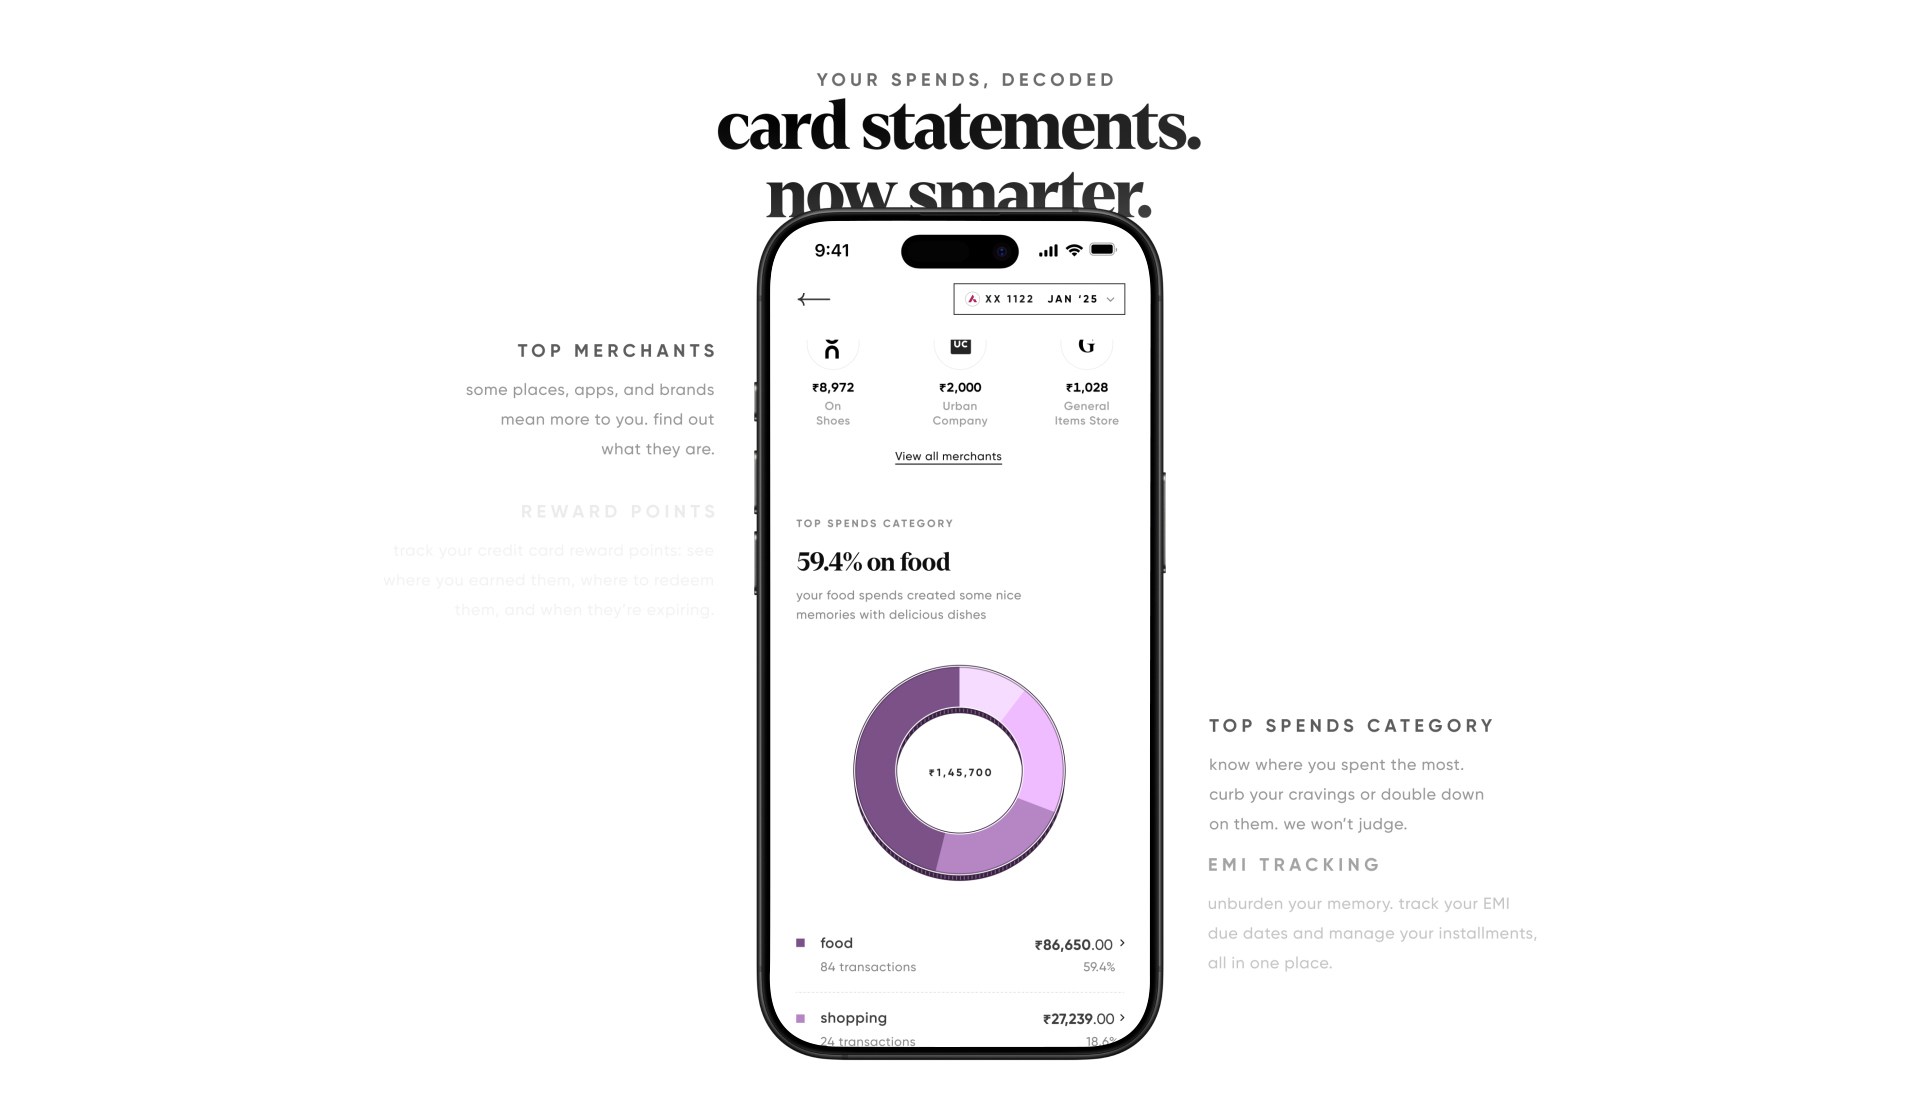 YOUR SPENDS, DECODED
card statements.
now smarter.
TOP MERCHANTS
some places, apps, and brands
mean more to you. find out
what they are.
REWARD POINTS
track your credit card reward points: see
where you earned them, where to redeem
them, and when they're expiring.
9:41
XX 1122 JAN '25
UC
G
₹8,972
₹2,000
₹1,028
On
Shoes
Urban
Company
General
Items Store
View all merchants
TOP SPENDS CATEGORY
59.4% on food
your food spends created some nice
memories with delicious dishes
₹1,45,700
food
₹86,650.00
84 transactions
59.4%
shopping
₹27,239.00
24 transactions
18.6%
TOP SPENDS CATEGORY
know where you spent the most.
curb your cravings or double down
on them. we won't judge.
EMI TRACKING
unburden your memory. track your EMI
due dates and manage your installments,
all in one place.